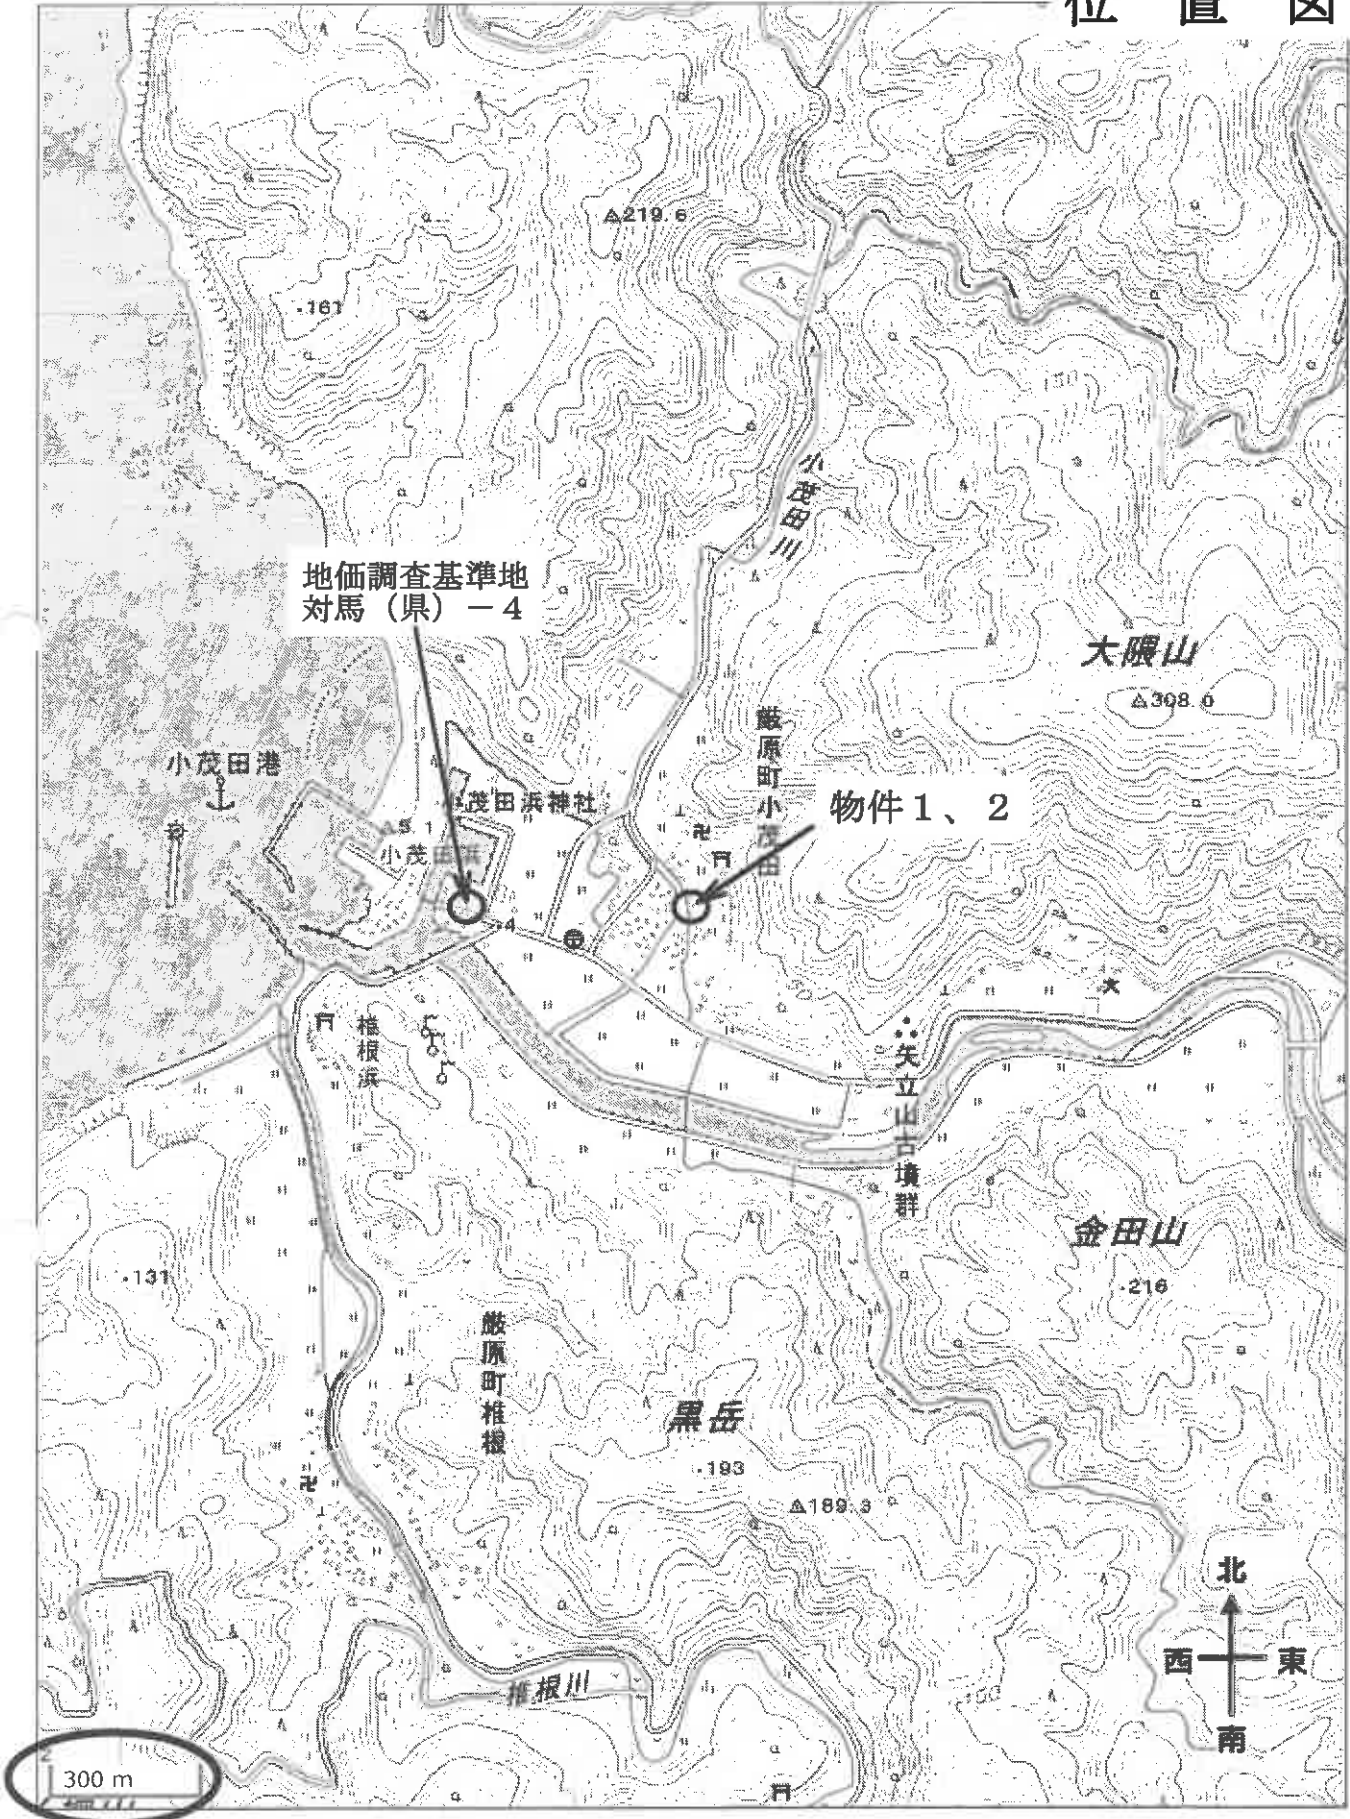 位置図
△219.6
・161
小茂田川
地価調査基準地
対馬（県）－４
大隈山
△308.6
厳原町小茂田
小茂田港
茂田浜神社
物件１、２
△5.1
小茂田浜
・4
椎根浜
矢立山古墳群
金田山
・216
・131
厳原町椎根
黒岳
・193
△189.3
北
西
東
南
椎根川
300 m